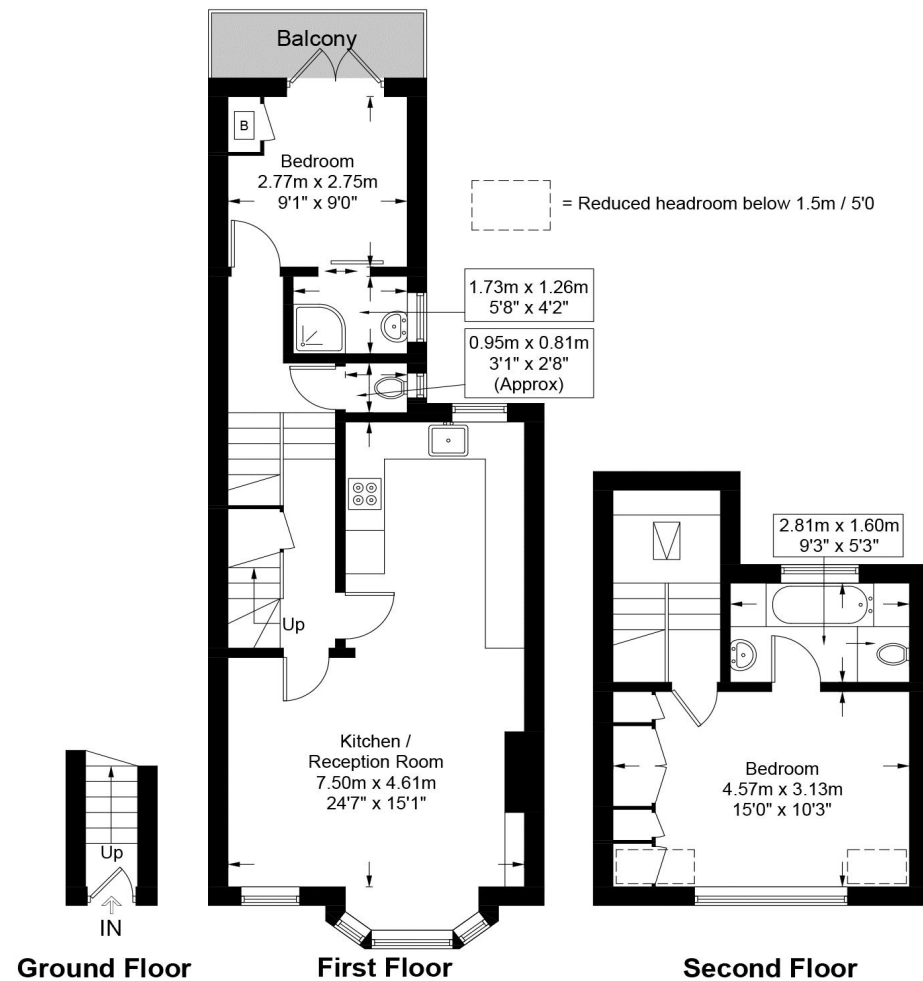 Balcony
B
Bedroom
2.77m x 2.75m
9'1" x 9'0"
= Reduced headroom below 1.5m / 5'0
1.73m x 1.26m
5'8" x 4'2"
0.95m x 0.81m
3'1" x 2'8"
(Approx)
Up
Kitchen /
Reception Room
7.50m x 4.61m
24'7" x 15'1"
2.81m x 1.60m
9'3" x 5'3"
Bedroom
4.57m x 3.13m
15'0" x 10'3"
Up
IN
Ground Floor
First Floor
Second Floor